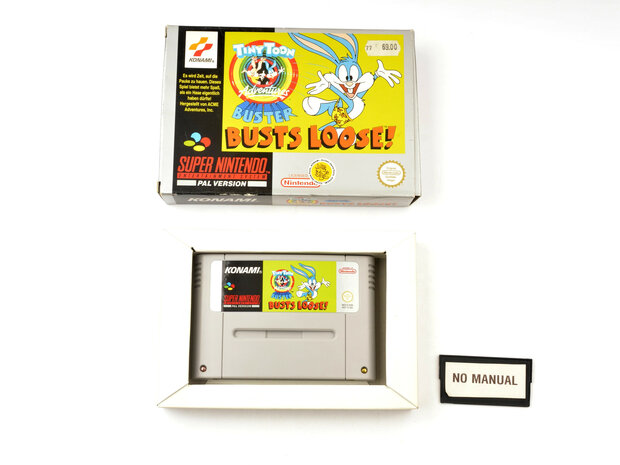 KONAMI
Es wird Zeit, auf die
Pauke zu hauen. Dieses
Spiel bietet mehr Spaß,
als ein Hase eigentlich
haben dürfte!
Hergestellt von ACME
Adventures, Inc.
TINY TOON
Adventures
BUSTER
BUSTS LOOSE!
77
69.00
SUPER NINTENDO
ENTERTAINMENT SYSTEM
PAL VERSION
Nintendo
KONAMI
KONAMI
SUPER NINTENDO
PAL VERSION
BUSTER
BUSTS LOOSE!
NO MANUAL